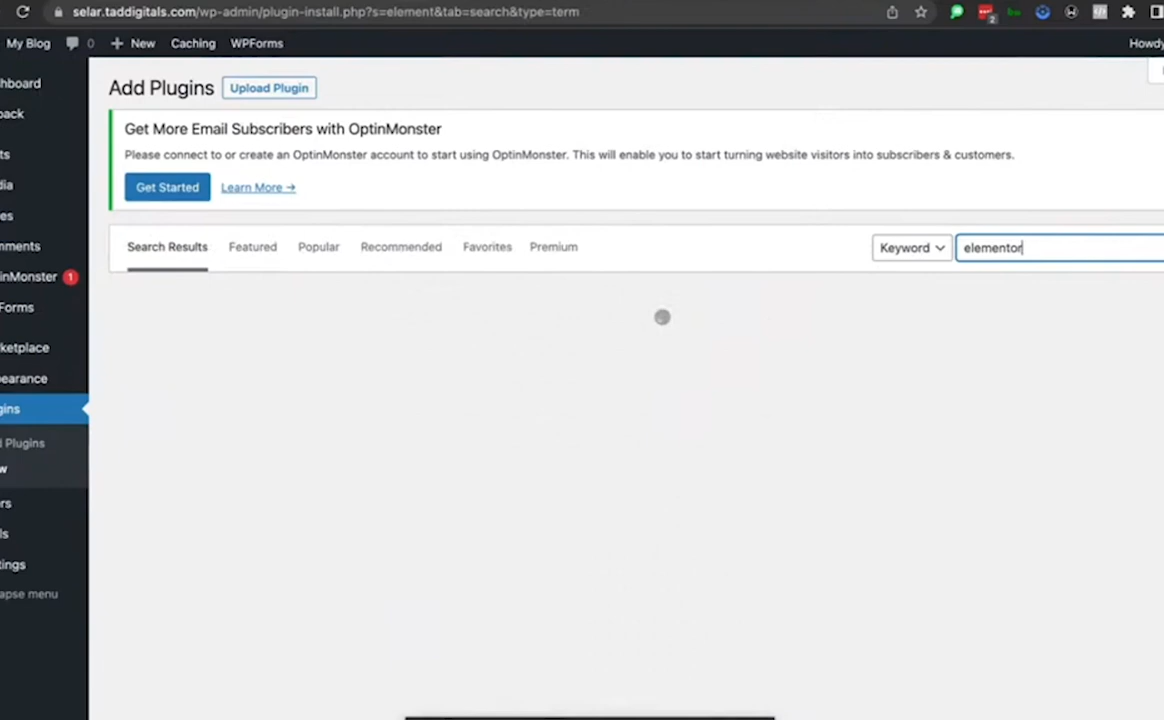 selar.taddigitals.com/wp-admin/plugin-install.php?s=element&tab=search&type=term
2
My Blog 0 + New Caching WPForms Howdy
hboard
Add Plugins Upload Plugin
ack
Get More Email Subscribers with OptinMonster
ts
Please connect to or create an OptinMonster account to start using OptinMonster. This will enable you to start turning website visitors into subscribers & customers.
dia
Get Started Learn More →
es
mments
Search Results Featured Popular Recommended Favorites Premium Keyword elementor
inMonster 1
Forms
ketplace
earance
gins
d Plugins
w
rs
ls
tings
apse menu